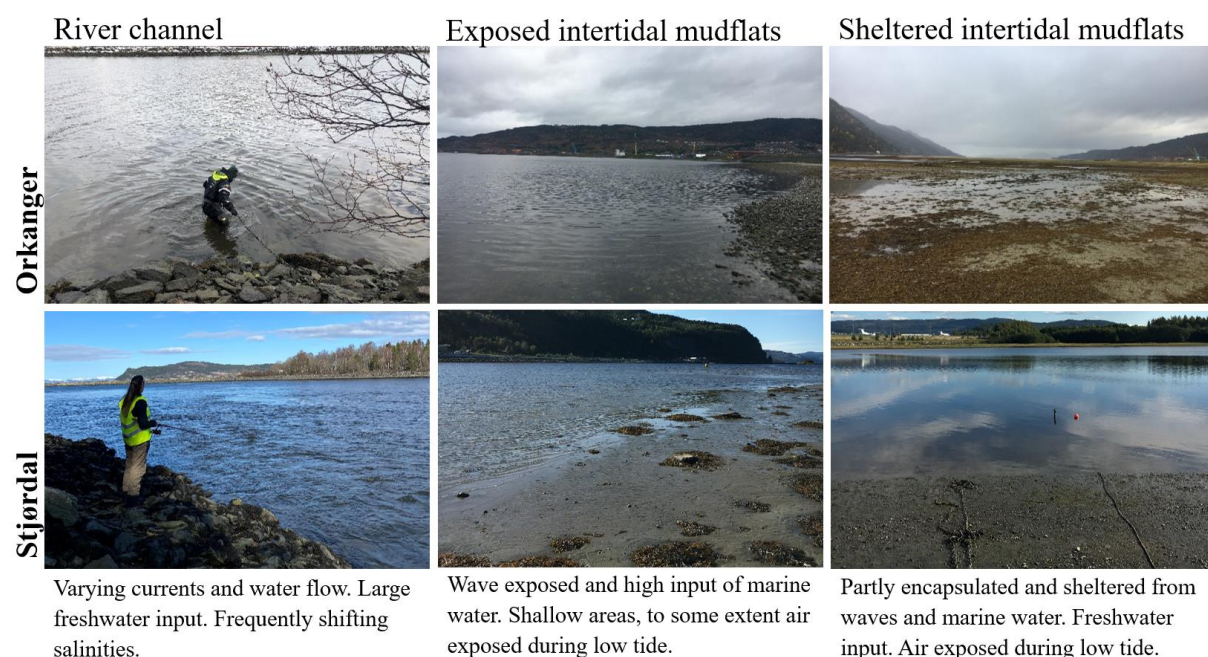 River channel
Exposed intertidal mudflats
Sheltered intertidal mudflats
Orkanger
Stjørdal
Varying currents and water flow. Large
freshwater input. Frequently shifting
salinities.
Wave exposed and high input of marine
water. Shallow areas, to some extent air
exposed during low tide.
Partly encapsulated and sheltered from
waves and marine water. Freshwater
input. Air exposed during low tide.